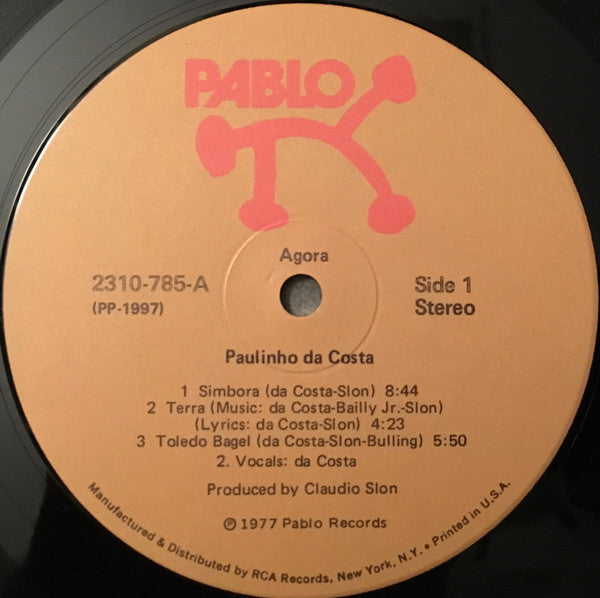 PABLO
Agora
2310-785-A
(PP-1997)
Side 1
Stereo
Paulinho da Costa
1 Simbora (da Costa-Slon) 8:44
2 Terra (Music: da Costa-Bailly Jr.-Slon)
(Lyrics: da Costa-Slon) 4:23
3 Toledo Bagel (da Costa-Slon-Bulling) 5:50
2. Vocals: da Costa
Produced by Claudio Slon
Ⓟ 1977 Pablo Records
Manufactured & Distributed by RCA Records, New York, N.Y. • Printed in U.S.A.